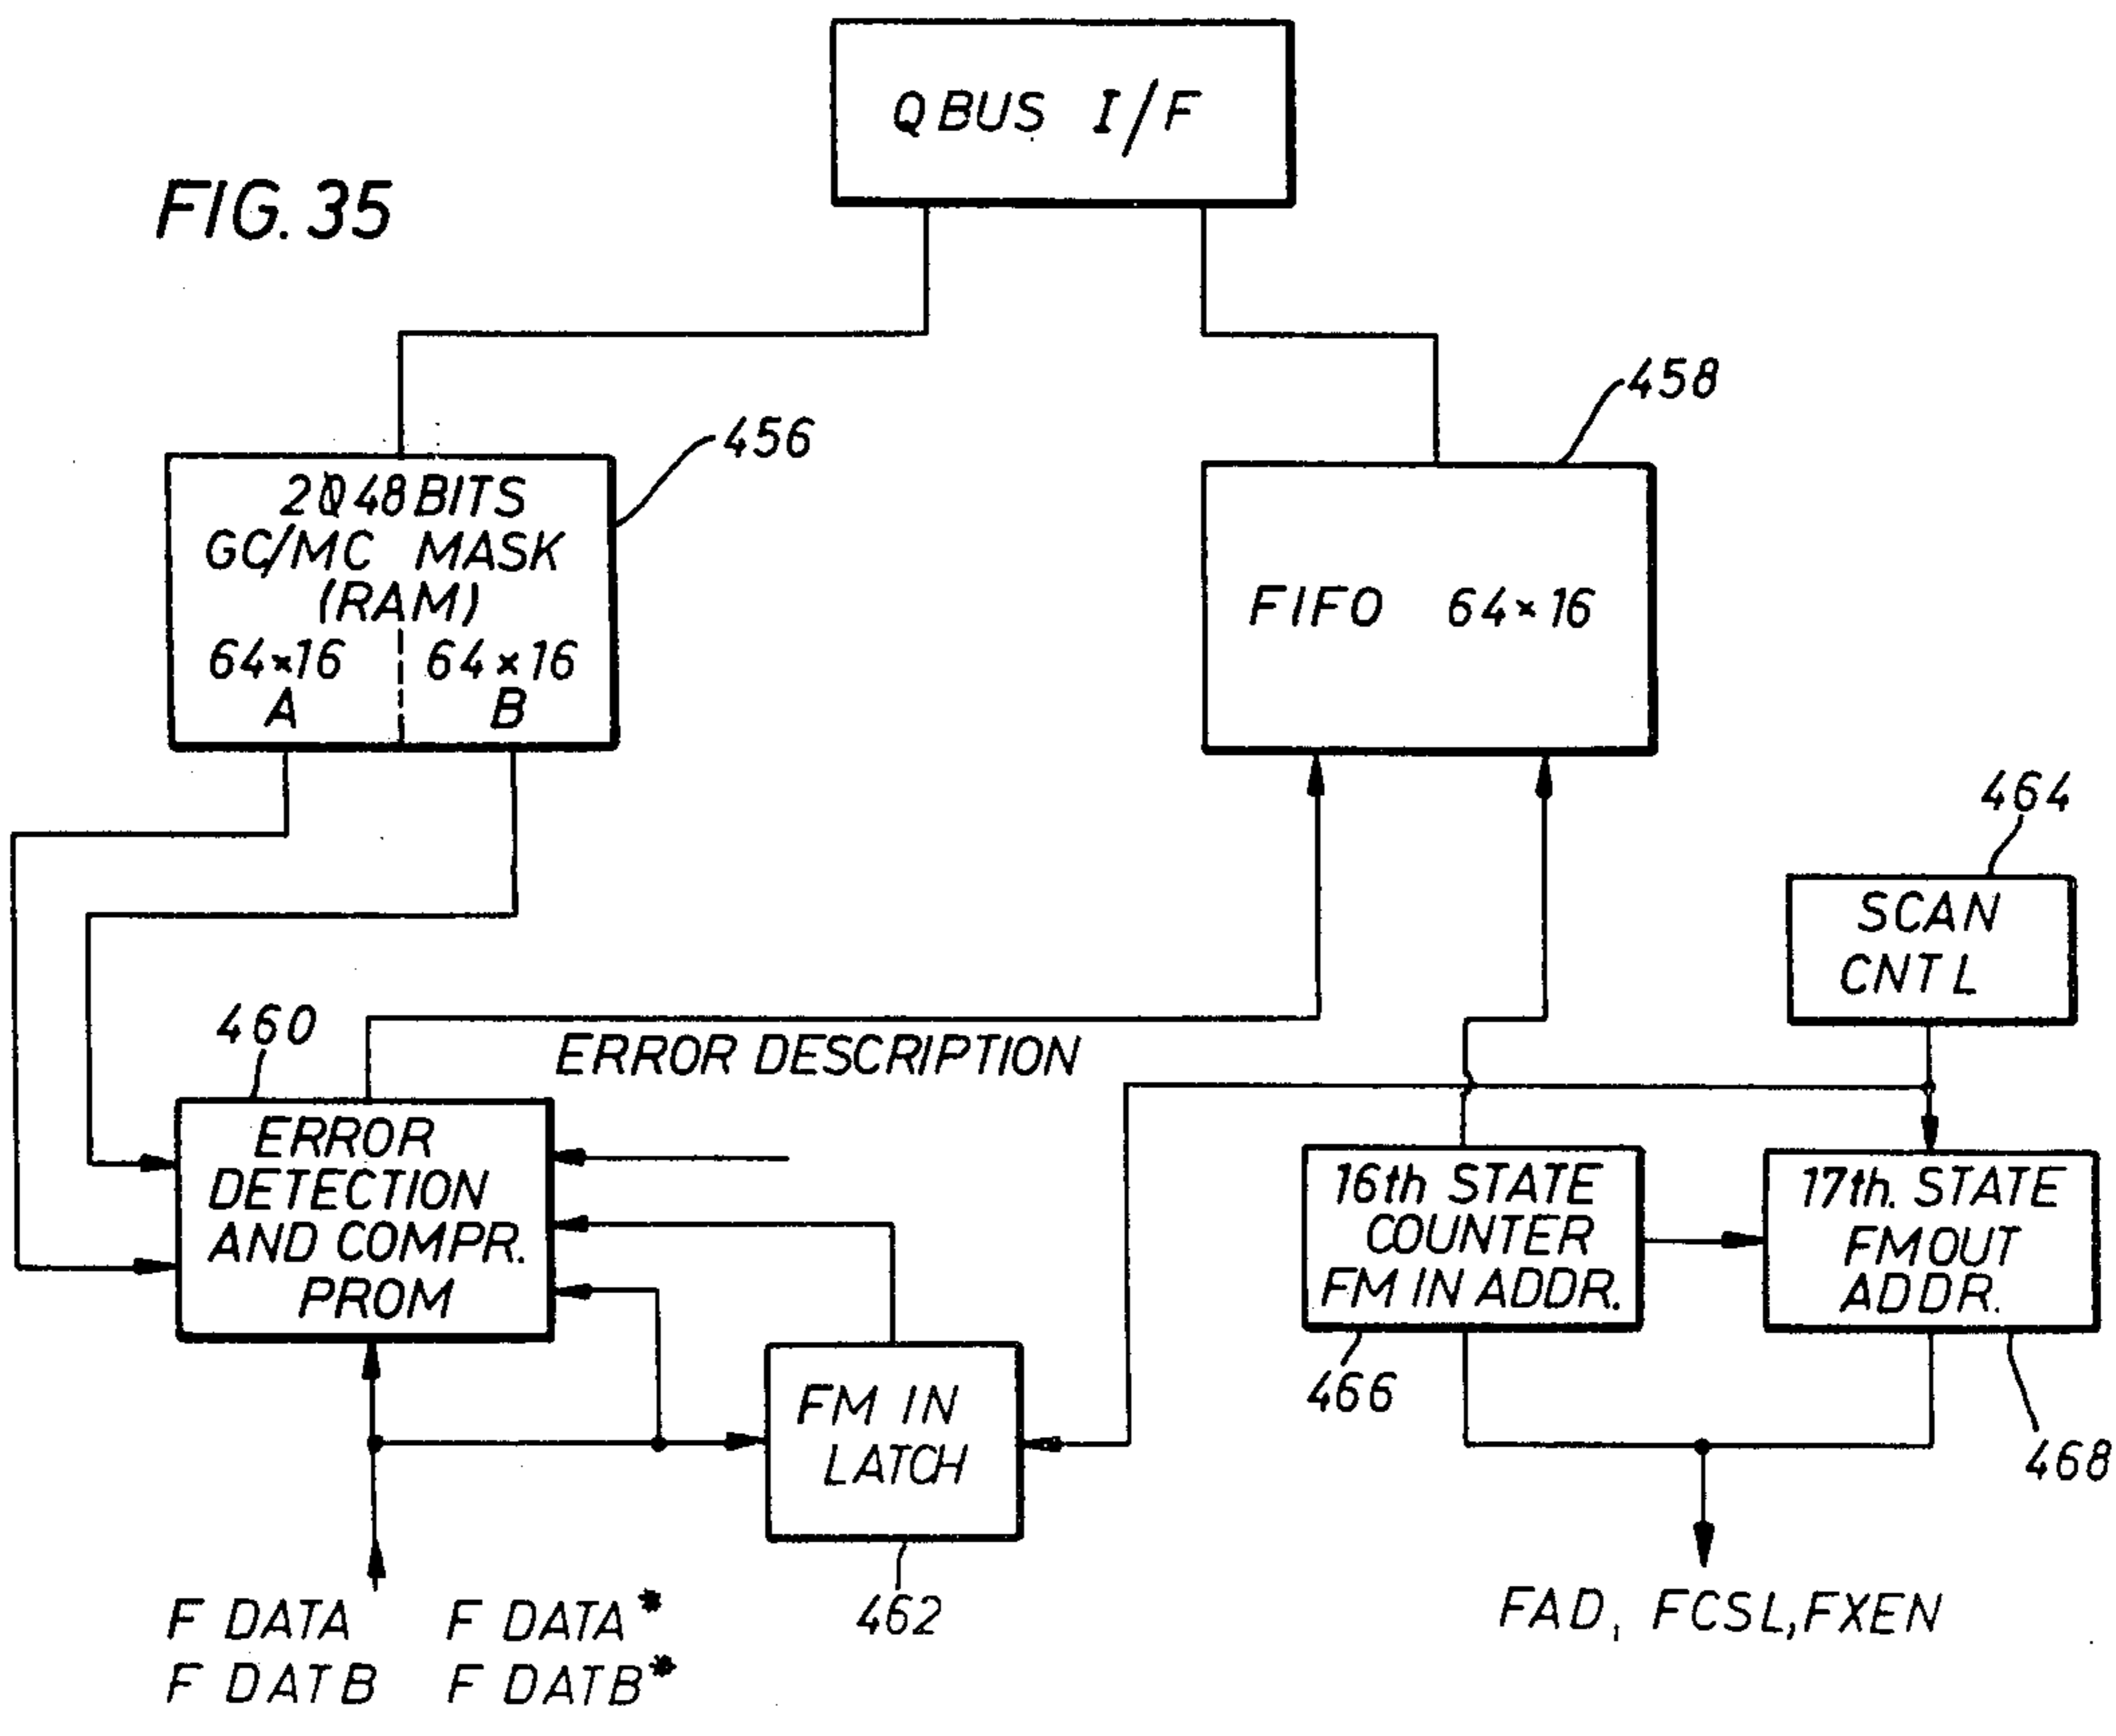 QBUS I/F
FIG. 35
458
456
2048 BITS
GC/MC MASK
(RAM)
64×16 64×16
A B
FIFO 64×16
464
SCAN
CNTL
460
ERROR DESCRIPTION
ERROR
DETECTION
AND COMPR.
PROM
16th STATE
COUNTER
FM IN ADDR.
17th. STATE
FM OUT
ADDR.
466
FM IN
LATCH
468
462
F DATA F DATA*
F DATB F DATB*
FAD, FCSL, FXEN